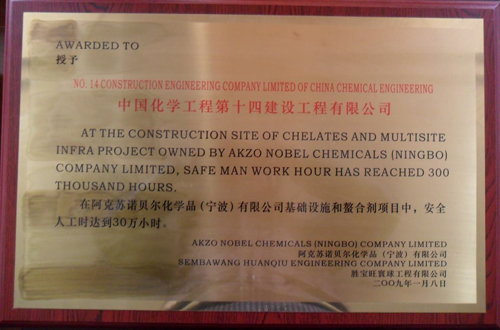 AWARDED TO
授予
NO. 14 CONSTRUCTION ENGINEERING COMPANY LIMITED OF CHINA CHEMICAL ENGINEERING
中国化学工程第十四建设工程有限公司
AT THE CONSTRUCTION SITE OF CHELATES AND MULTISITE
INFRA PROJECT OWNED BY AKZO NOBEL CHEMICALS (NINGBO)
COMPANY LIMITED, SAFE MAN WORK HOUR HAS REACHED 300
THOUSAND HOURS.
在阿克苏诺贝尔化学品(宁波)有限公司基础设施和螯合剂项目中，安全
人工时达到30万小时。
AKZO NOBEL CHEMICALS (NINGBO) COMPANY LIMITED
阿克苏诺贝尔化学品（宁波）有限公司
SEMBAWANG HUANQIU ENGINEERING COMPANY LIMITED
胜宝旺寰球工程有限公司
二〇〇九年一月八日